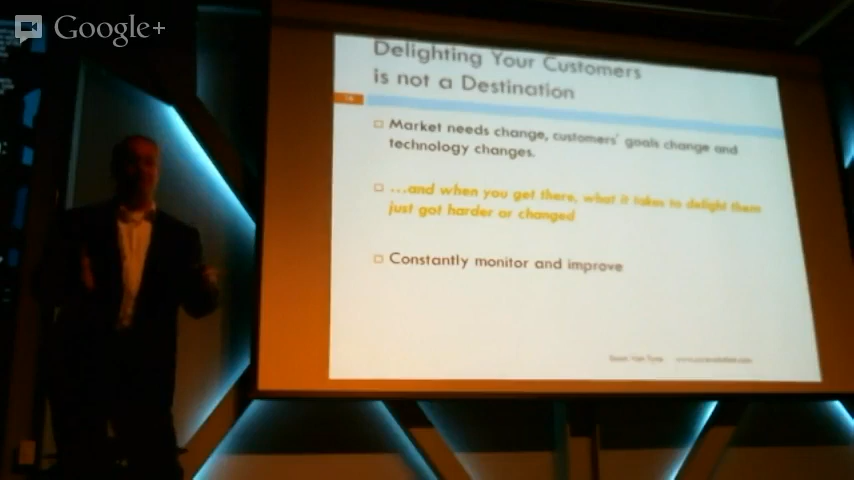 Google+
Delighting Your Customers
is not a Destination
Market needs change, customers' goals change and
technology changes.
...and when you get there, what it takes to delight them
just got harder or changed
Constantly monitor and improve